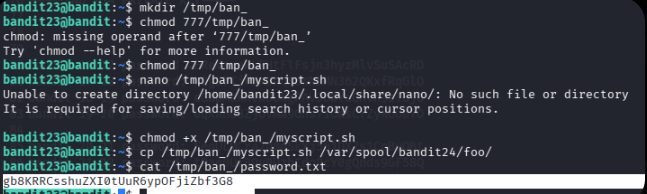 bandit23@bandit:~$ mkdir /tmp/ban_
bandit23@bandit:~$ chmod 777/tmp/ban_
chmod: missing operand after ‘777/tmp/ban_’
Try 'chmod --help' for more information.
bandit23@bandit:~$ nano /tmp/ban_/myscript.sh
Unable to create directory /home/bandit23/.local/share/nano/: No such file or directory
It is required for saving/loading search history or cursor positions.

bandit23@bandit:~$ chmod +x /tmp/ban_/myscript.sh
bandit23@bandit:~$ cp /tmp/ban_/myscript.sh /var/spool/bandit24/foo/
bandit23@bandit:~$ cat /tmp/ban_/password.txt
gb8KRRCsshuZXI0tUuR6ypOFjiZbf3G8
bandit23@bandit:~$